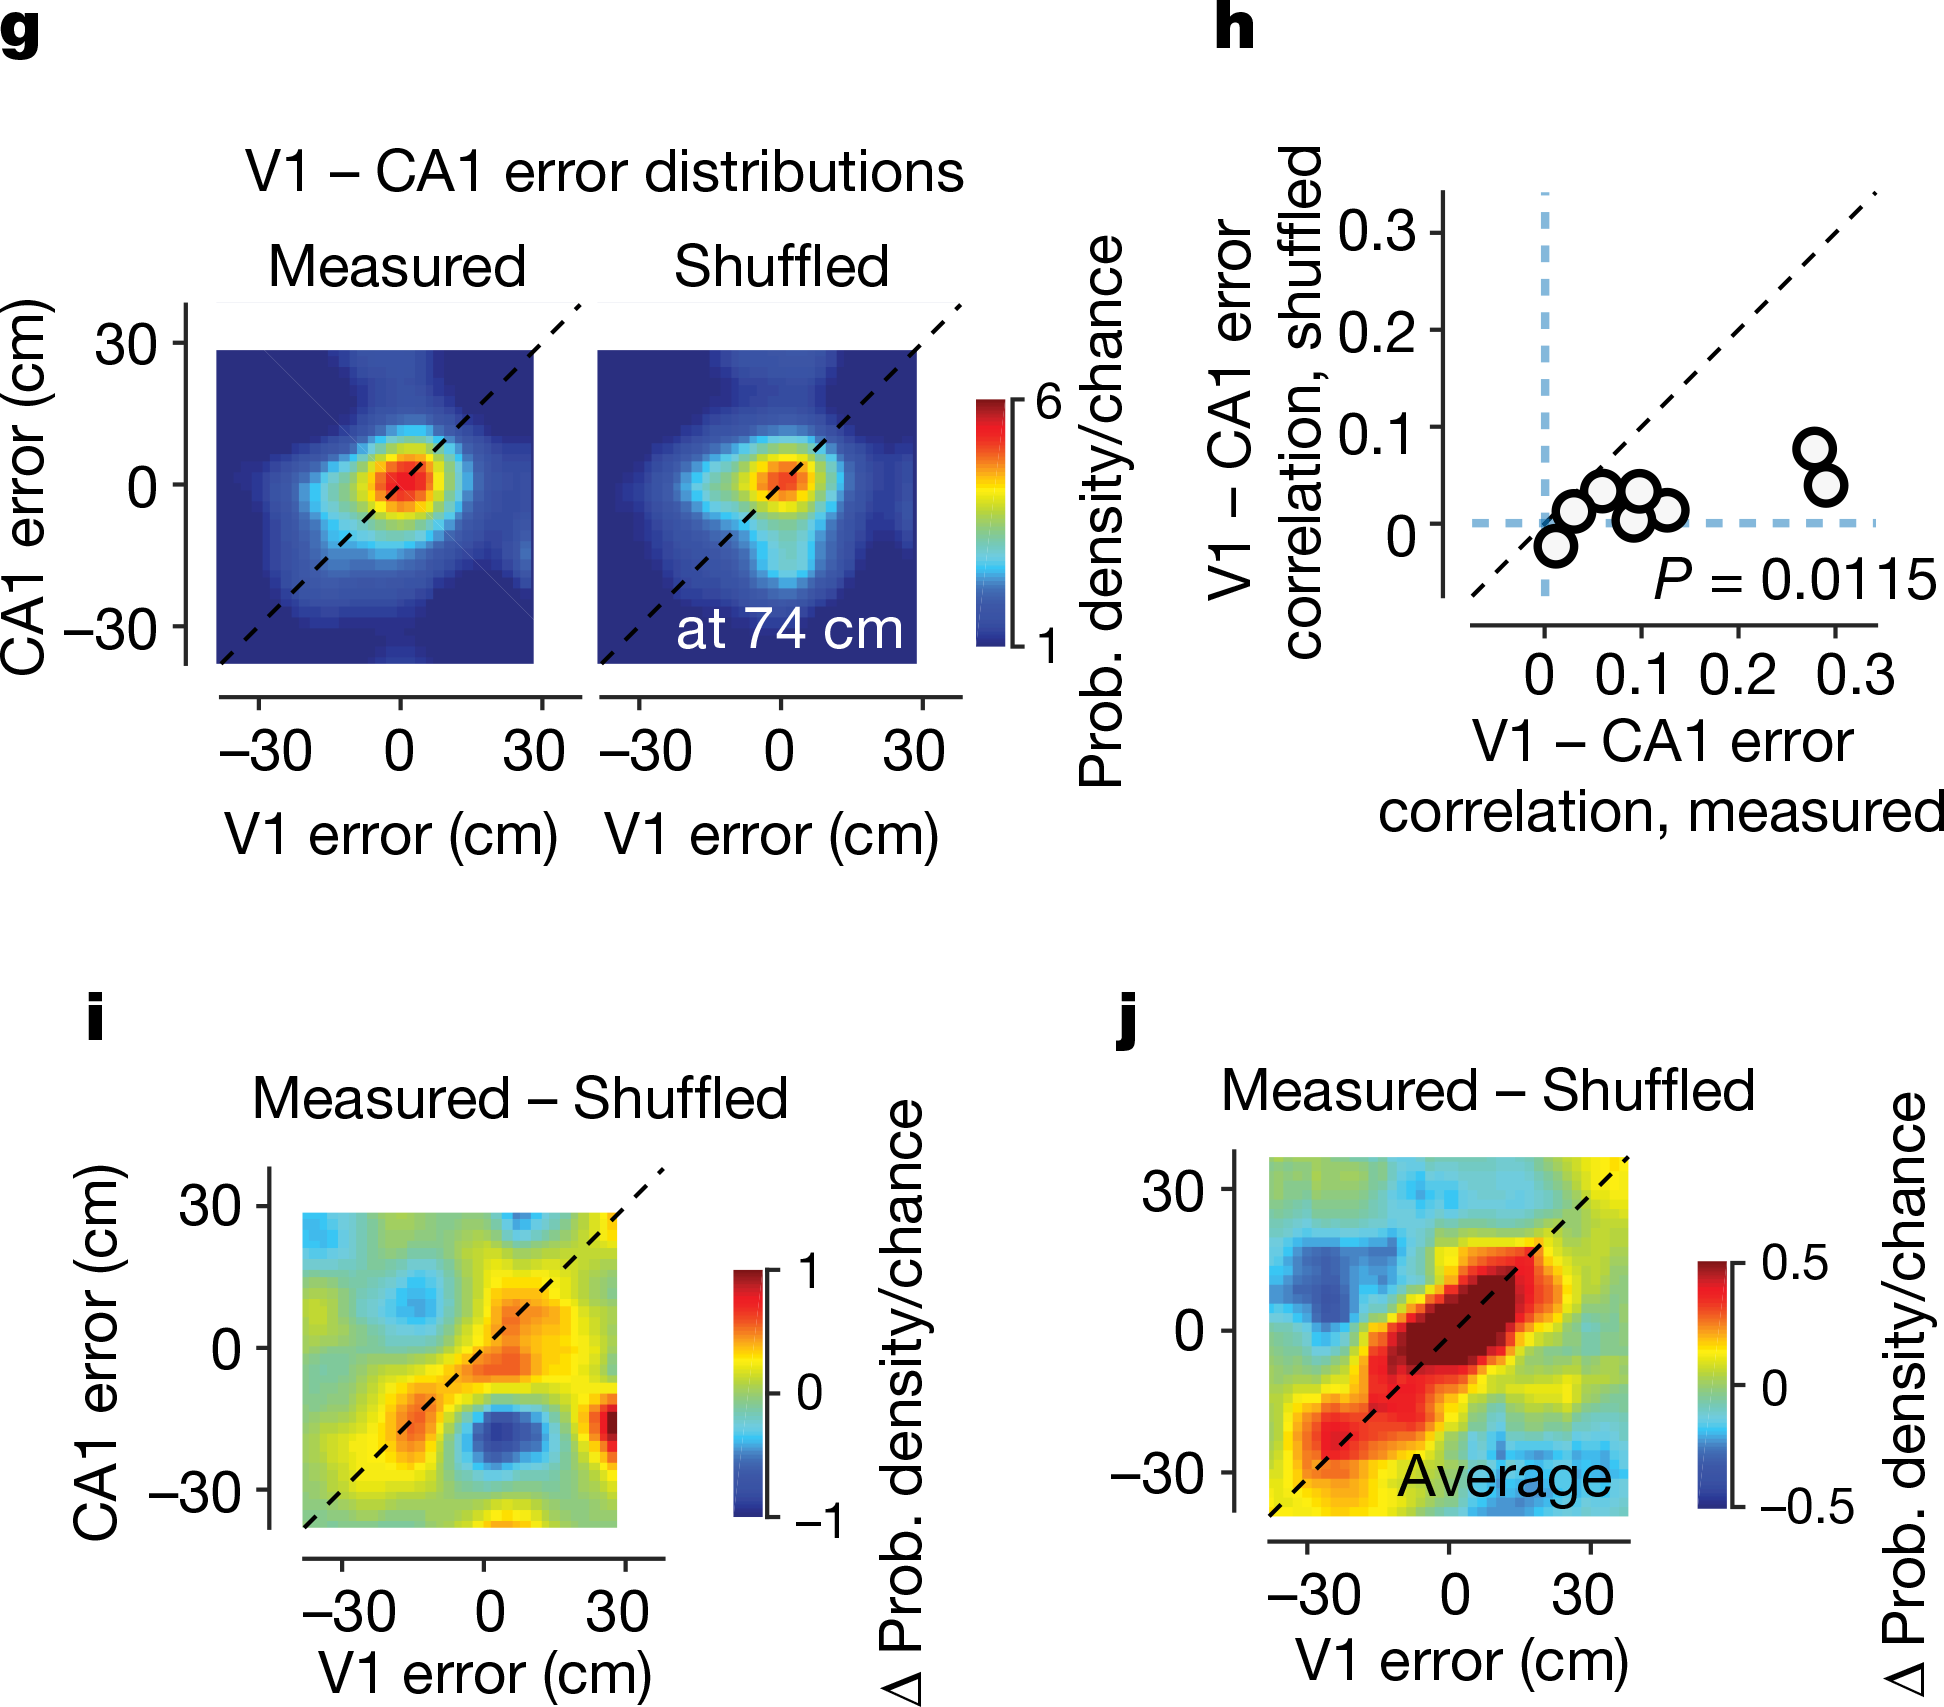 g
V1 – CA1 error distributions
Measured
Shuffled
CA1 error (cm)
30
0
–30
at 74 cm
–30
0
30
–30
0
30
V1 error (cm)
V1 error (cm)
6
1
Prob. density/chance
h
V1 – CA1 error
correlation, shuffled
0.3
0.2
0.1
0
P = 0.0115
0
0.1
0.2
0.3
V1 – CA1 error
correlation, measured
i
Measured – Shuffled
CA1 error (cm)
30
0
–30
–30
0
30
V1 error (cm)
1
0
–1
Δ Prob. density/chance
j
Measured – Shuffled
30
0
–30
Average
–30
0
30
V1 error (cm)
0.5
0
–0.5
Δ Prob. density/chance